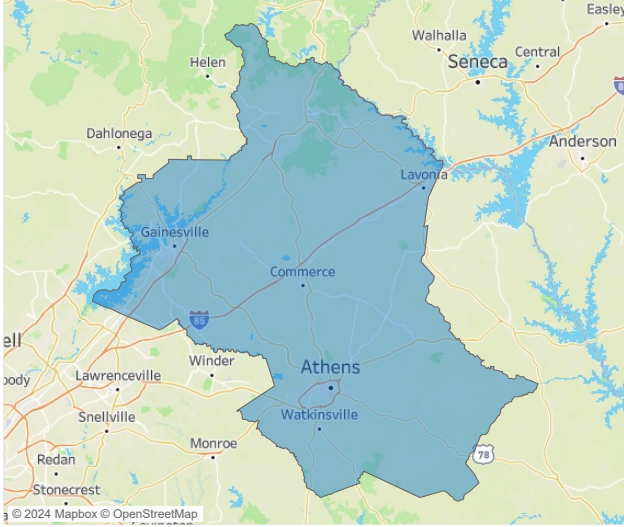 Easley
Walhalla
Central
Seneca
Helen
8
Dahlonega
Anderson
Lavonia
Gainesville
Commerce
85
ell
Winder
Athens
oody
Lawrenceville
Snellville
Watkinsville
Monroe
78
Redan
Stonecrest
© 2024 Mapbox © OpenStreetMap